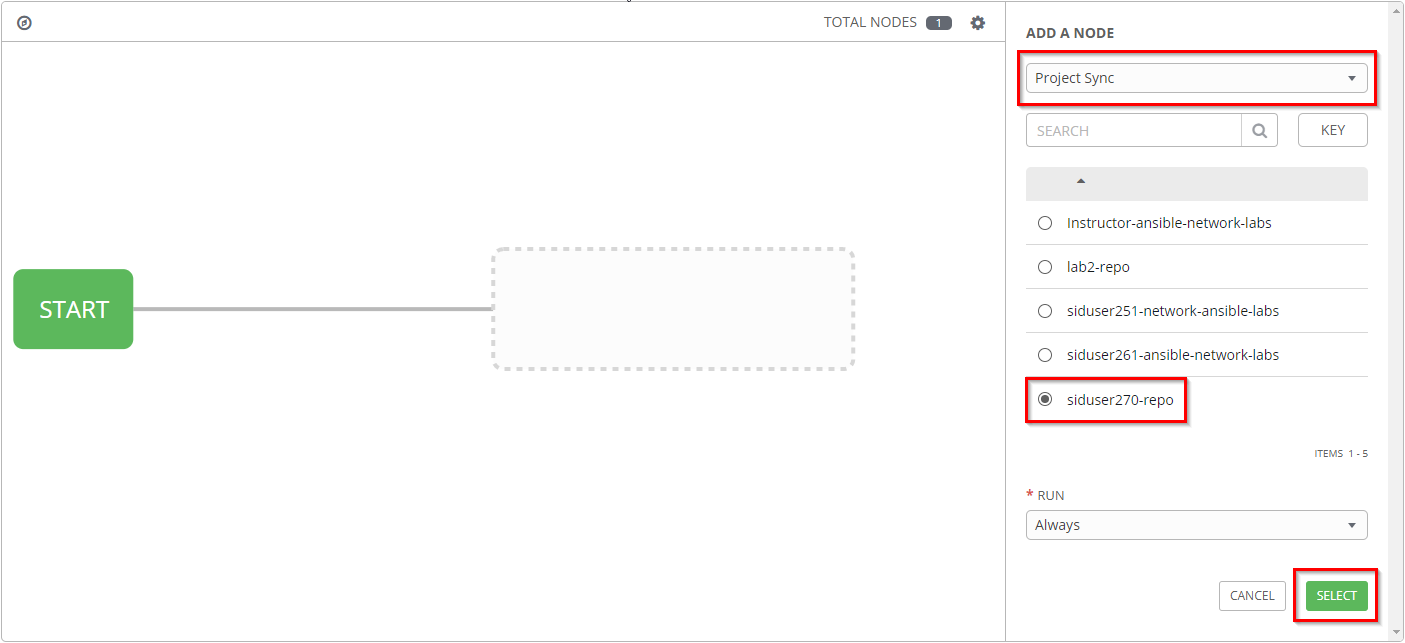 TOTAL NODES 1
START
ADD A NODE
Project Sync
SEARCH
KEY
Instructor-ansible-network-labs
lab2-repo
siduser251-network-ansible-labs
siduser261-ansible-network-labs
siduser270-repo
ITEMS 1 - 5
* RUN
Always
CANCEL
SELECT